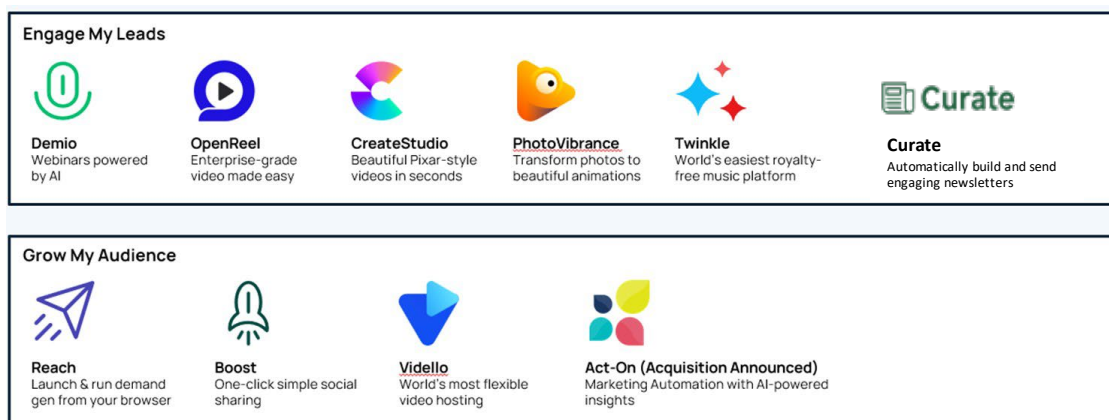 Engage My Leads
Curate
Demio
Webinars powered
by AI
OpenReel
Enterprise-grade
video made easy
CreateStudio
Beautiful Pixar-style
videos in seconds
PhotoVibrance
Transform photos to
beautiful animations
Twinkle
World's easiest royalty-
free music platform
Curate
Automatically build and send
engaging newsletters
Grow My Audience
Reach
Launch & run demand
gen from your browser
Boost
One-click simple social
sharing
Vidello
World's most flexible
video hosting
Act-On (Acquisition Announced)
Marketing Automation with AI-powered
insights